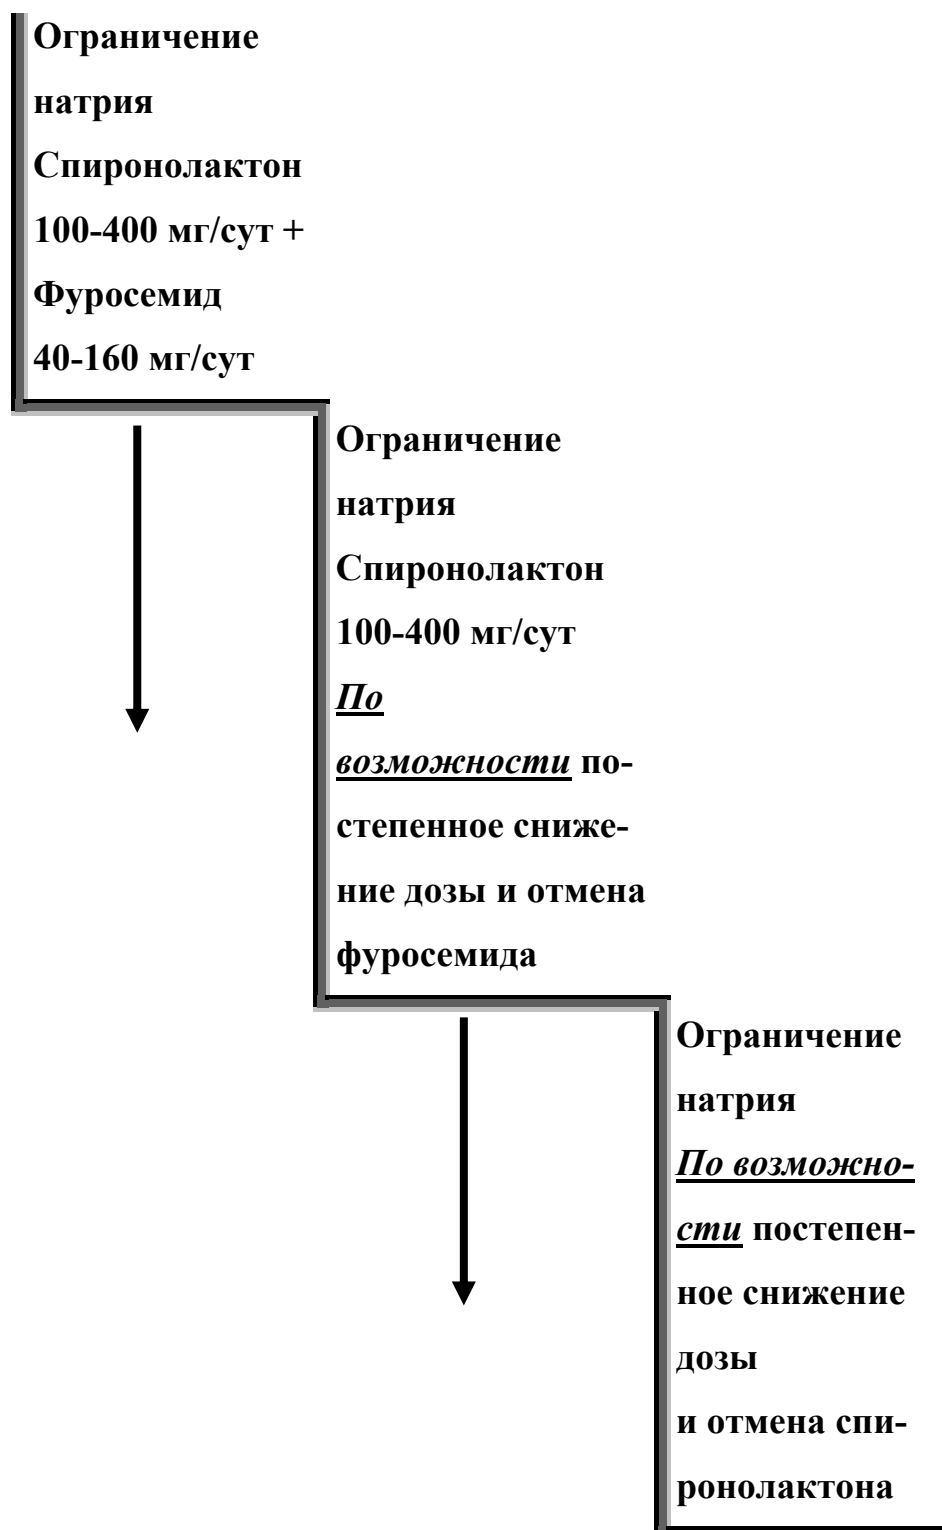 Ограничение
натрия
Спиронолактон
100-400 мг/сут +
Фуросемид
40-160 мг/сут
Ограничение
натрия
Спиронолактон
100-400 мг/сут
По
возможности по-
степенное сниже-
ние дозы и отмена
фуросемида
Ограничение
натрия
По возможно-
сти постепен-
ное снижение
дозы
и отмена спи-
ронолактона